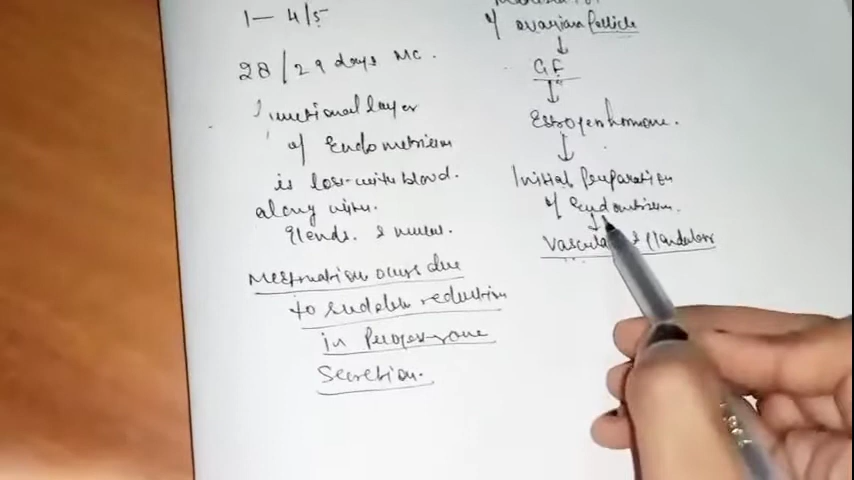 1 – 4/5
28/29 days MC.
functional layer
of Endometrium
is lost with blood.
along with
glands. & mucus.
Menstruation occurs due
to sudden reduction
in Progesterone
Secretion.
of ovarian follicle
GF
Estrogen hormone.
Initial Preparation
of Endometrium.
Vascular & Glandular